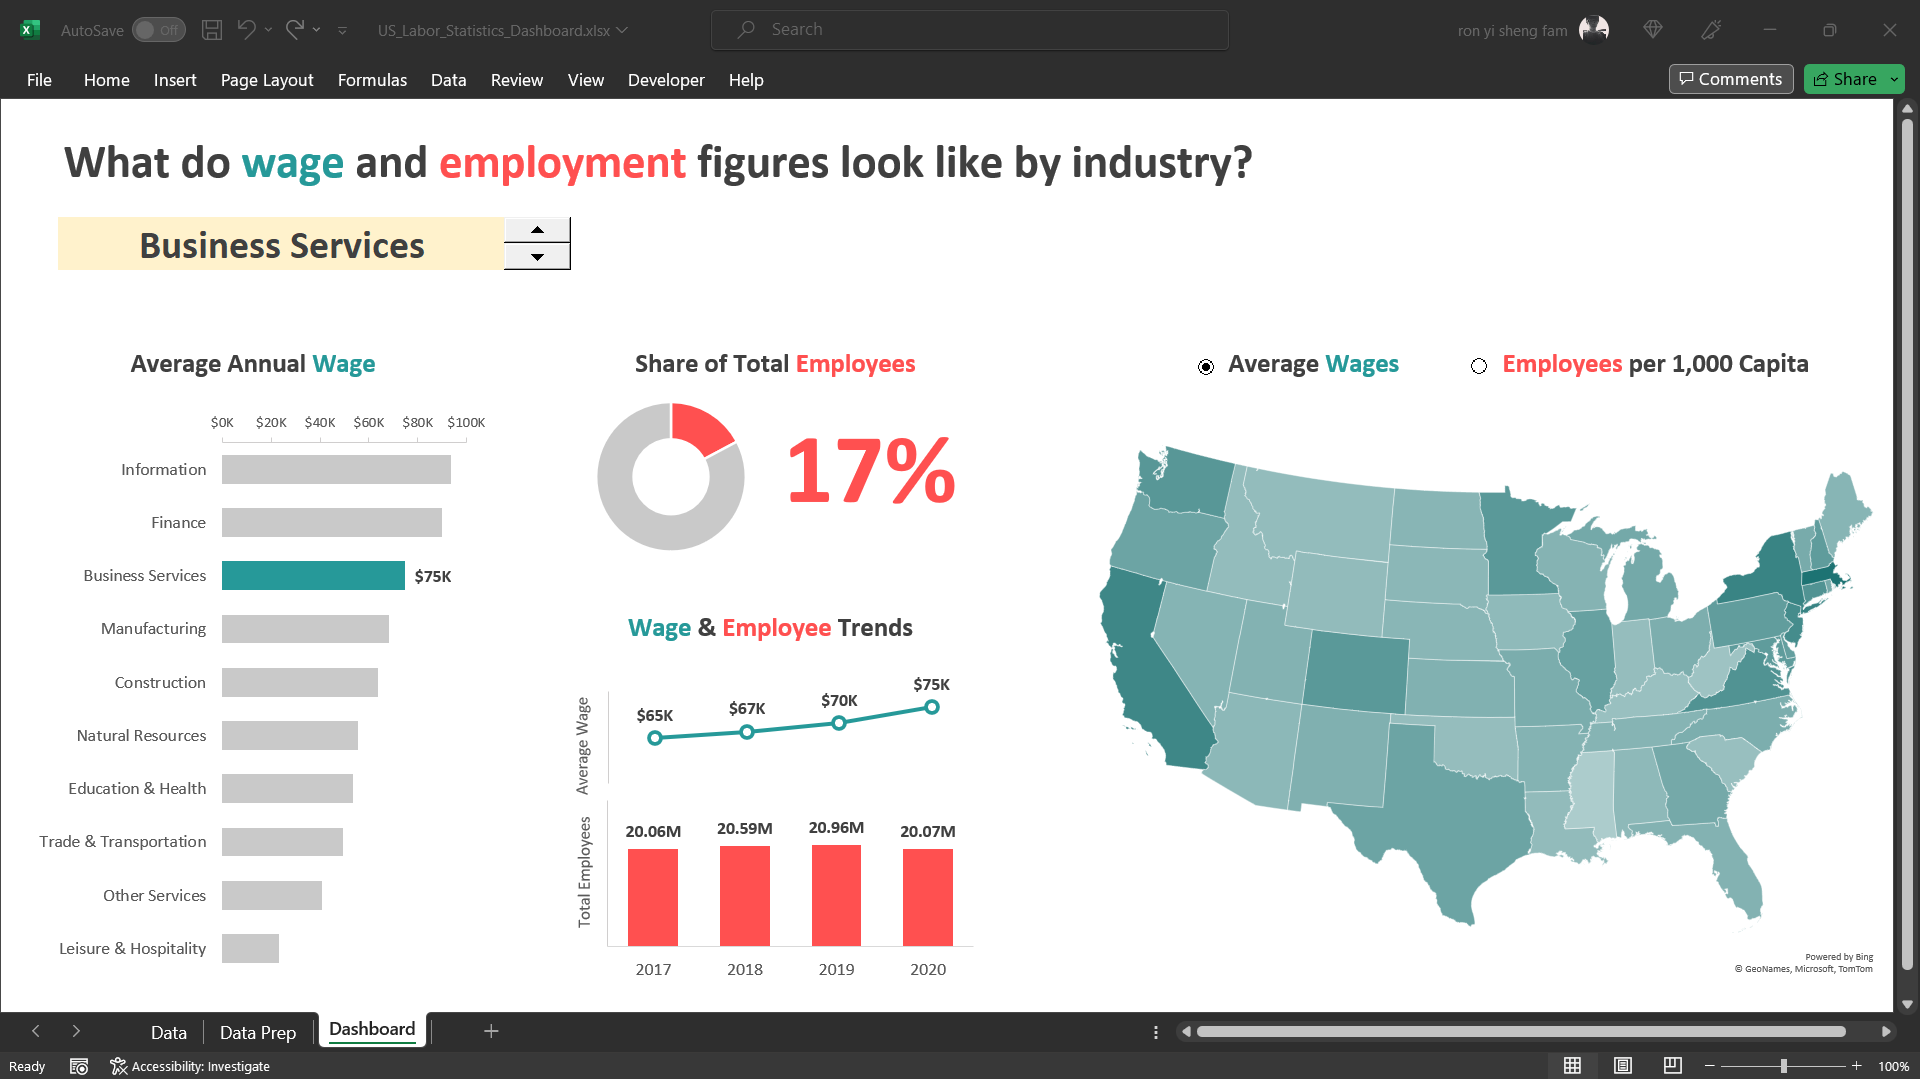 AutoSave Off US_Labor_Statistics_Dashboard.xlsx Search ron yi sheng fam
File Home Insert Page Layout Formulas Data Review View Developer Help Comments Share
What do wage and employment figures look like by industry?
Business Services
Average Annual Wage
$0K $20K $40K $60K $80K $100K
Information
Finance
Business Services $75K
Manufacturing
Construction
Natural Resources
Education & Health
Trade & Transportation
Other Services
Leisure & Hospitality
Share of Total Employees
17%
Wage & Employee Trends
Average Wage
$65K $67K $70K $75K
Total Employees
20.06M 20.59M 20.96M 20.07M
2017 2018 2019 2020
Average Wages Employees per 1,000 Capita
Powered by Bing
© GeoNames, Microsoft, TomTom
Data Data Prep Dashboard
Ready Accessibility: Investigate 100%